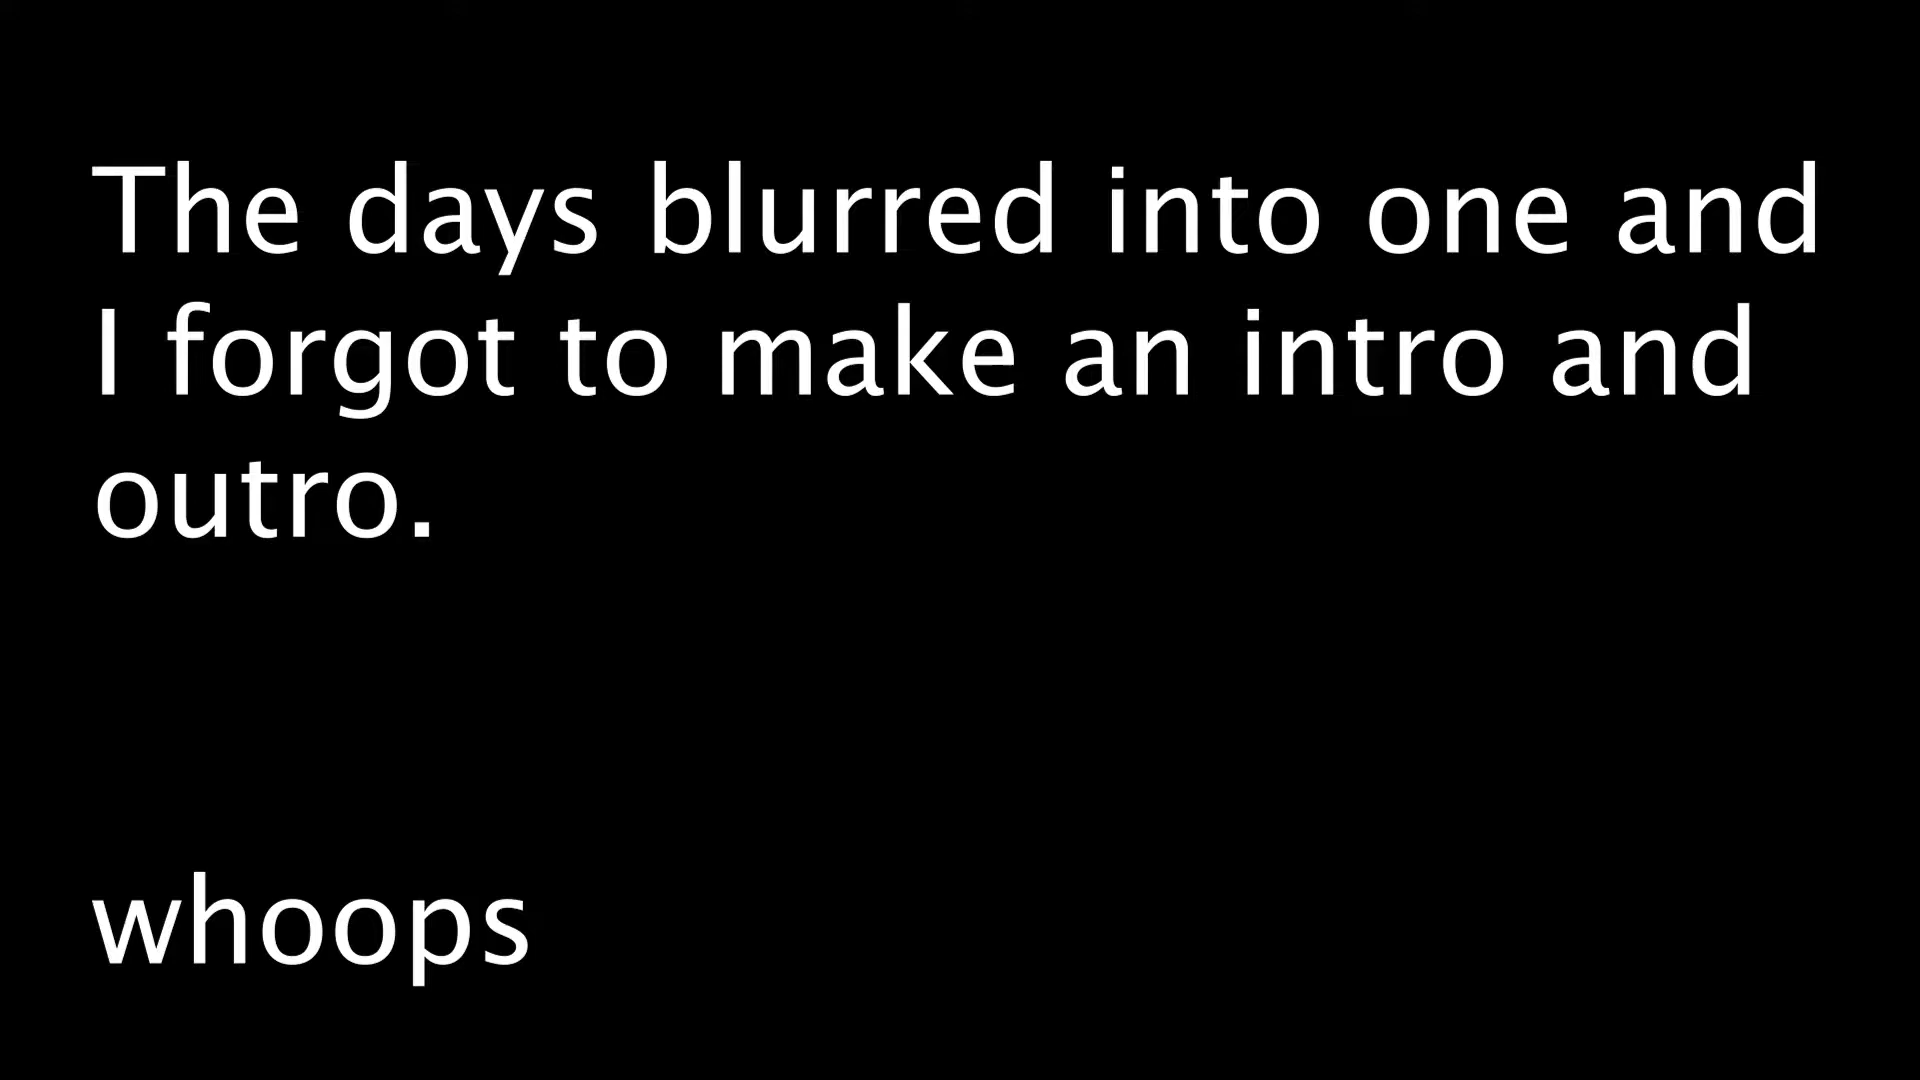 The days blurred into one and
I forgot to make an intro and
outro.
whoops